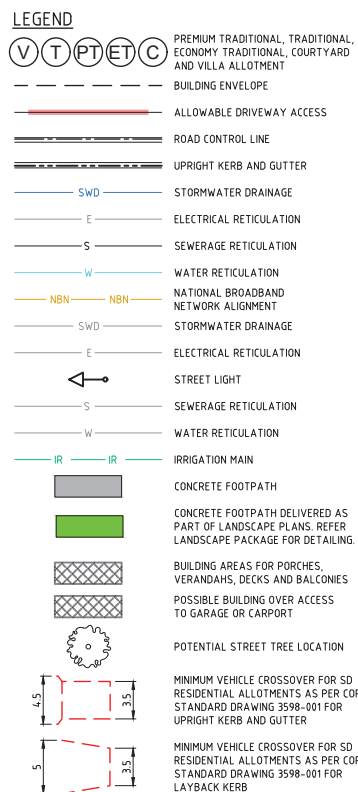 LEGEND
V T PT ET C PREMIUM TRADITIONAL, TRADITIONAL,
ECONOMY TRADITIONAL, COURTYARD
AND VILLA ALLOTMENT
BUILDING ENVELOPE
ALLOWABLE DRIVEWAY ACCESS
ROAD CONTROL LINE
UPRIGHT KERB AND GUTTER
SWD STORMWATER DRAINAGE
E ELECTRICAL RETICULATION
S SEWERAGE RETICULATION
W WATER RETICULATION
NBN NBN NATIONAL BROADBAND
NETWORK ALIGNMENT
SWD STORMWATER DRAINAGE
E ELECTRICAL RETICULATION
STREET LIGHT
S SEWERAGE RETICULATION
W WATER RETICULATION
IR IR IRRIGATION MAIN
CONCRETE FOOTPATH
CONCRETE FOOTPATH DELIVERED AS
PART OF LANDSCAPE PLANS. REFER
LANDSCAPE PACKAGE FOR DETAILING.
BUILDING AREAS FOR PORCHES,
VERANDAHS, DECKS AND BALCONIES
POSSIBLE BUILDING OVER ACCESS
TO GARAGE OR CARPORT
POTENTIAL STREET TREE LOCATION
4.5 3.5 MINIMUM VEHICLE CROSSOVER FOR SD
RESIDENTIAL ALLOTMENTS AS PER
STANDARD DRAWING 3598-001 FOR
UPRIGHT KERB AND GUTTER
5 3.5 MINIMUM VEHICLE CROSSOVER FOR SD
RESIDENTIAL ALLOTMENTS AS PER
STANDARD DRAWING 3598-001 FOR
LAYBACK KERB